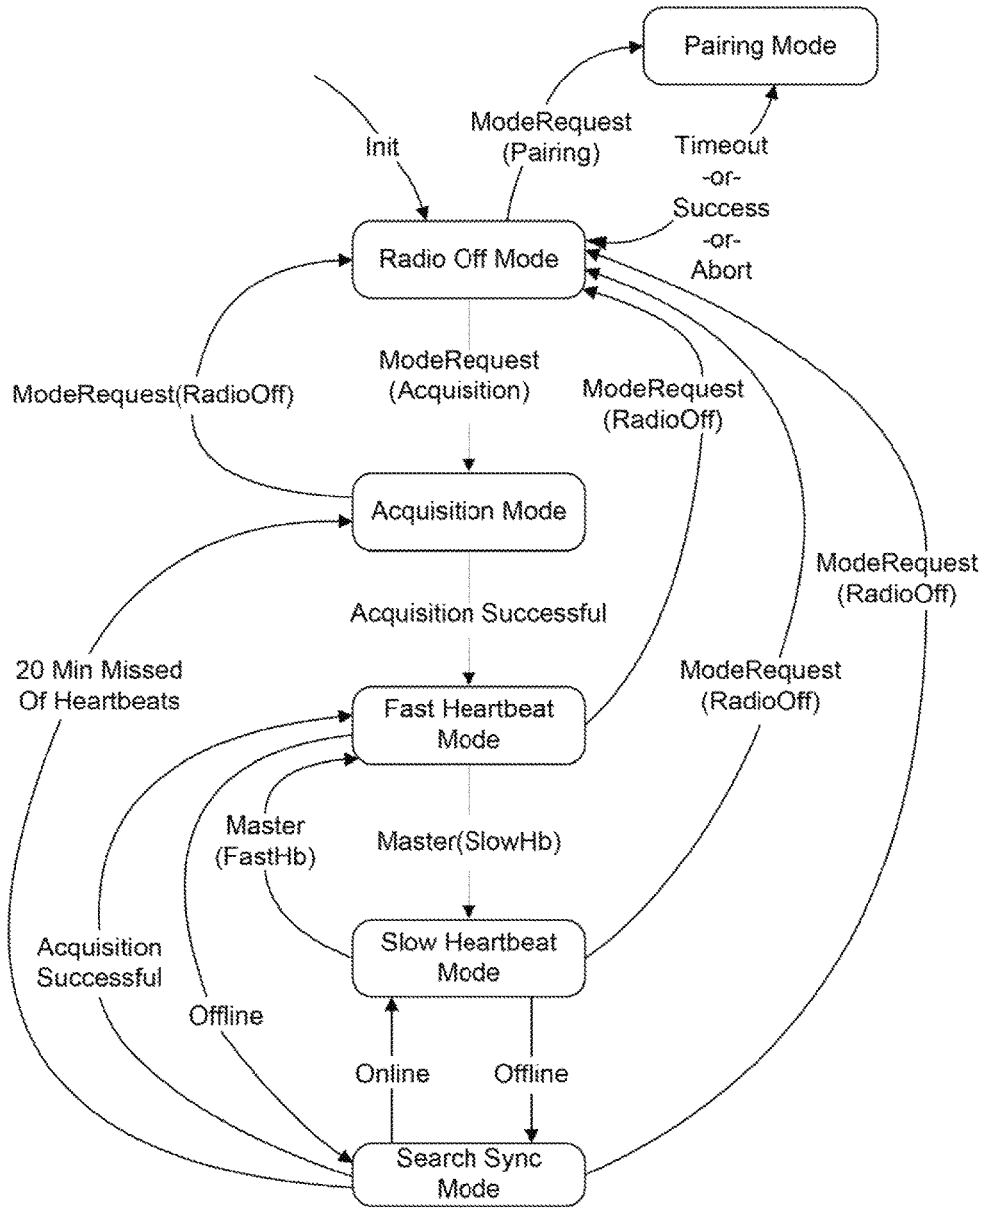 Pairing Mode
Init
ModeRequest
(Pairing)
Timeout
-or-
Success
-or-
Abort
Radio Off Mode
ModeRequest(RadioOff)
ModeRequest
(Acquisition)
ModeRequest
(RadioOff)
Acquisition Mode
ModeRequest
(RadioOff)
Acquisition Successful
20 Min Missed
Of Heartbeats
ModeRequest
(RadioOff)
Fast Heartbeat
Mode
Master
(FastHb)
Master(SlowHb)
Acquisition
Successful
Slow Heartbeat
Mode
Offline
Online
Offline
Search Sync
Mode